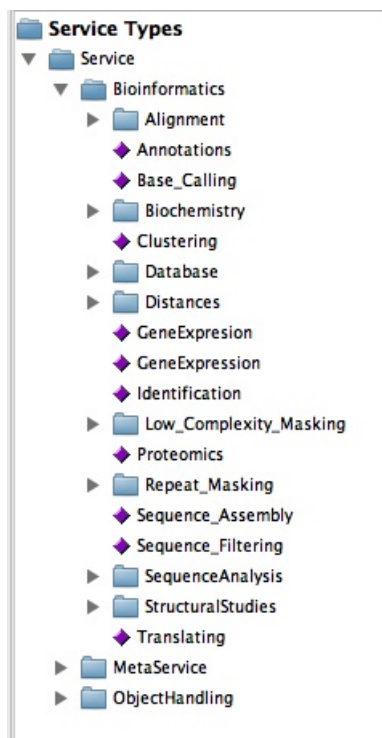 Service Types
Service
Bioinformatics
Alignment
Annotations
Base_Calling
Biochemistry
Clustering
Database
Distances
GeneExpresion
GeneExpression
Identification
Low_Complexity_Masking
Proteomics
Repeat_Masking
Sequence_Assembly
Sequence_Filtering
SequenceAnalysis
StructuralStudies
Translating
MetaService
ObjectHandling